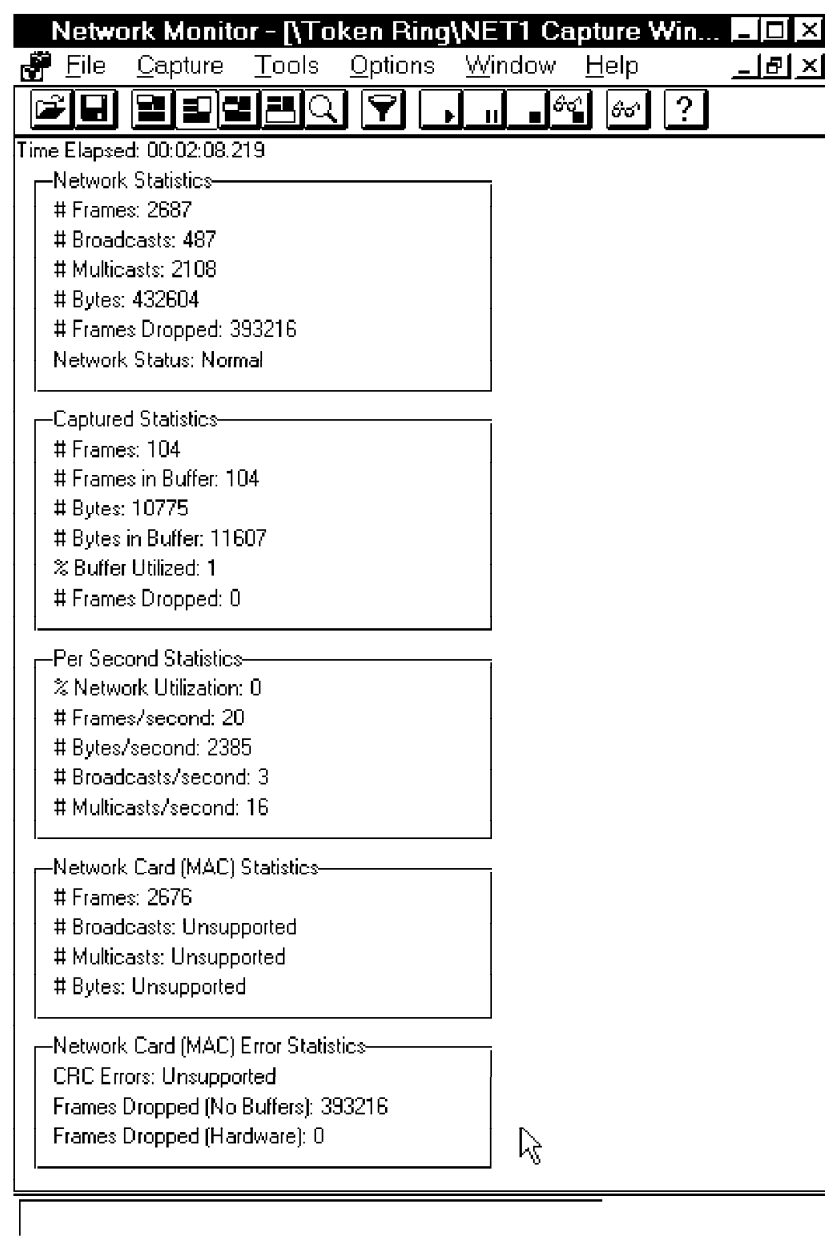 Network Monitor - [\Token Ring\NET1 Capture Win...
File Capture Tools Options Window Help
?
Time Elapsed: 00:02:08.219
Network Statistics
# Frames: 2687
# Broadcasts: 487
# Multicasts: 2108
# Bytes: 432604
# Frames Dropped: 393216
Network Status: Normal
Captured Statistics
# Frames: 104
# Frames in Buffer: 104
# Bytes: 10775
# Bytes in Buffer: 11607
% Buffer Utilized: 1
# Frames Dropped: 0
Per Second Statistics
% Network Utilization: 0
# Frames/second: 20
# Bytes/second: 2385
# Broadcasts/second: 3
# Multicasts/second: 16
Network Card (MAC) Statistics
# Frames: 2676
# Broadcasts: Unsupported
# Multicasts: Unsupported
# Bytes: Unsupported
Network Card (MAC) Error Statistics
CRC Errors: Unsupported
Frames Dropped (No Buffers): 393216
Frames Dropped (Hardware): 0